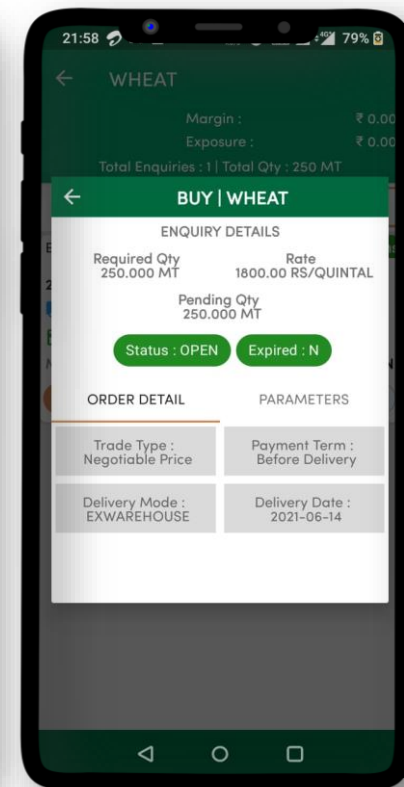 21:58
79%
WHEAT
Margin : ₹ 0.00
Exposure : ₹ 0.00
Total Enquiries : 1 | Total Qty : 250 MT
BUY | WHEAT
ENQUIRY DETAILS
Required Qty Rate
250.000 MT 1800.00 RS/QUINTAL
Pending Qty
250.000 MT
Status : OPEN Expired : N
ORDER DETAIL PARAMETERS
Trade Type : Payment Term :
Negotiable Price Before Delivery
Delivery Mode : Delivery Date :
EXWAREHOUSE 2021-06-14